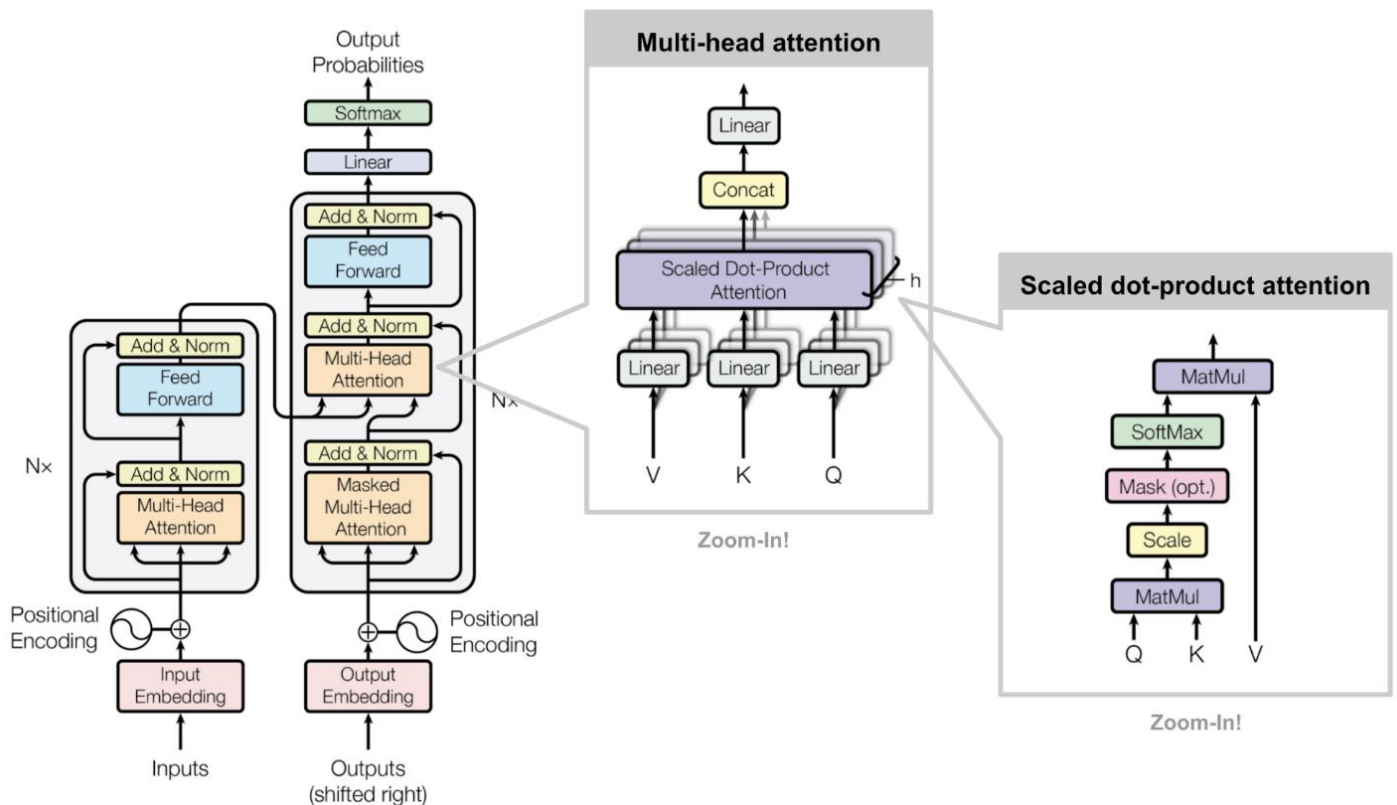 Output
Probabilities
Softmax
Linear
Add & Norm
Feed
Forward
Add & Norm
Multi-Head
Attention
Nx
Add & Norm
Masked
Multi-Head
Attention
Add & Norm
Feed
Forward
Nx
Add & Norm
Multi-Head
Attention
Positional
Encoding
Positional
Encoding
Input
Embedding
Output
Embedding
Inputs
Outputs
(shifted right)
Multi-head attention
Linear
Concat
Scaled Dot-Product
Attention
h
Linear
Linear
Linear
V
K
Q
Zoom-In!
Scaled dot-product attention
MatMul
SoftMax
Mask (opt.)
Scale
MatMul
Q
K
V
Zoom-In!